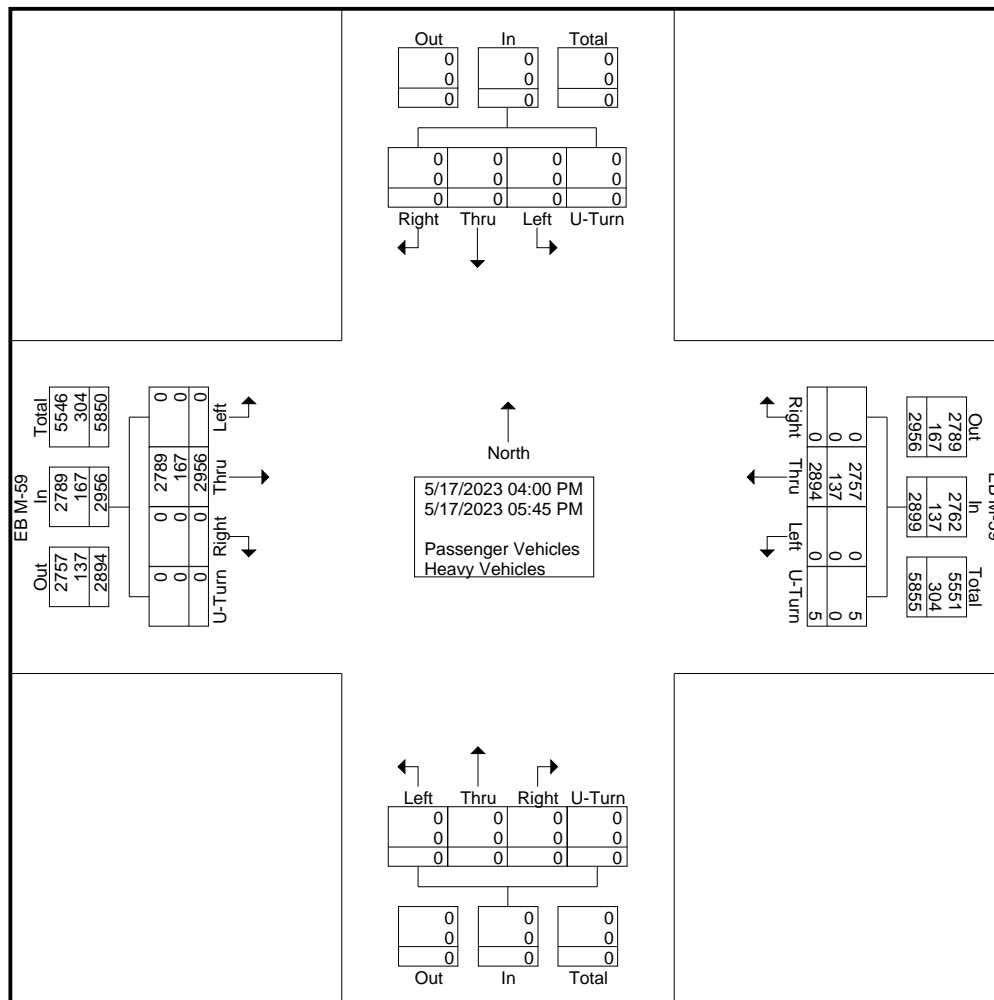 Out In Total
0 0 0
0 0 0
0 0 0
0 0 0 0
0 0 0 0
0 0 0 0
Right Thru Left U-Turn
EB M-59
Total In Out
5546 2789 2757
304 167 137
5850 2956 2894
0 2789 0 0
0 167 0 0
0 2956 0 0
Left Thru Right U-Turn
North
5/17/2023 04:00 PM
5/17/2023 05:45 PM
Passenger Vehicles
Heavy Vehicles
Right Thru Left U-Turn
0 2757 0 5
0 137 0 0
0 2894 0 5
Out In Total
2789 2762 5551
167 137 304
2956 2899 5855
Left Thru Right U-Turn
0 0 0 0
0 0 0 0
0 0 0 0
0 0 0
0 0 0
0 0 0
Out In Total